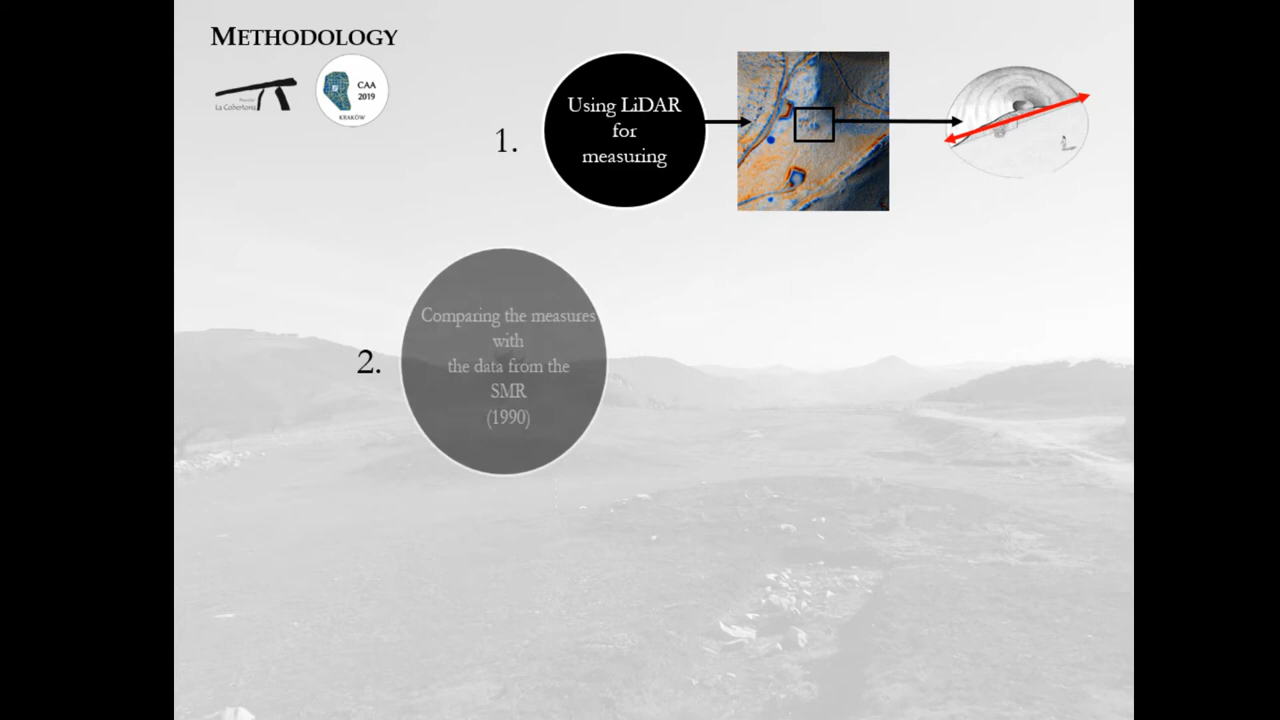 METHODOLOGY
Proyecto
La Cobertoria
CAA
2019
KRAKÓW
1.
Using LiDAR
for
measuring
2.
Comparing the measures
with
the data from the
SMR
(1990)